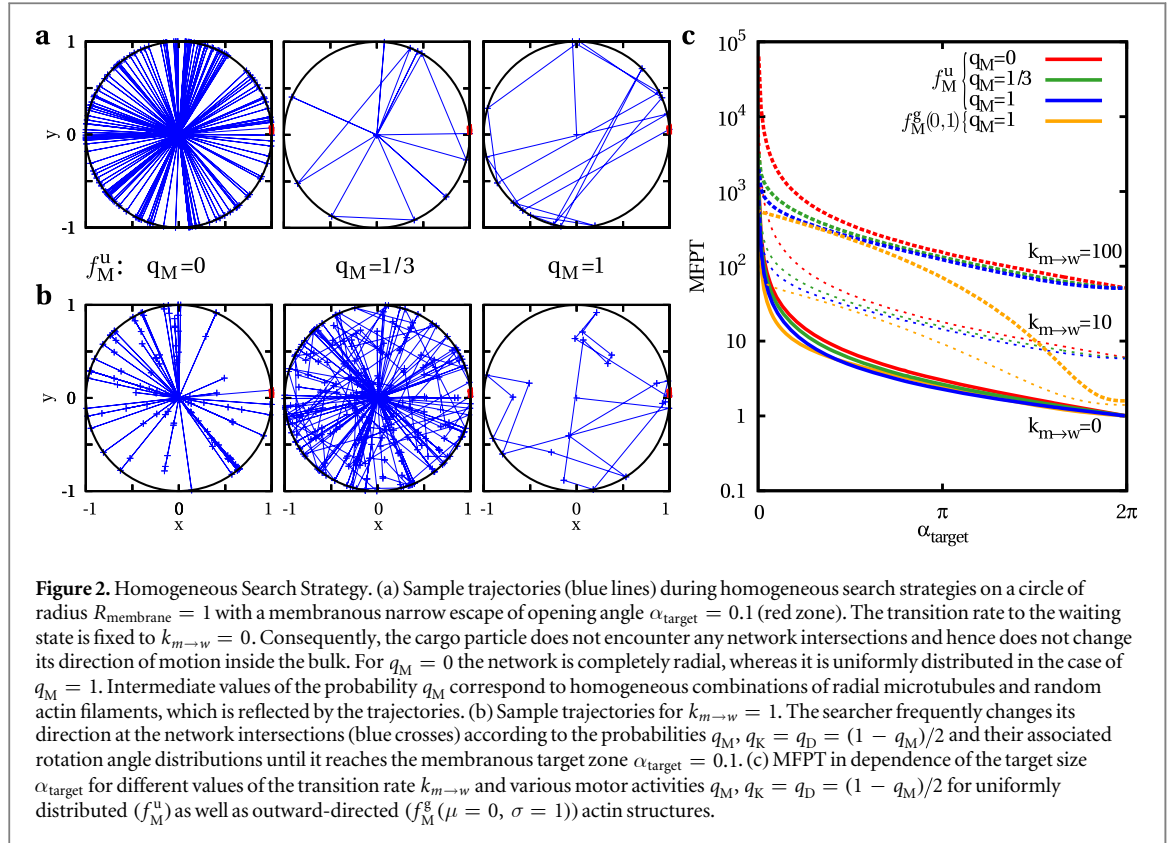 a
1
y
0
-1
f_M^u: q_M=0 q_M=1/3 q_M=1
b
1
y
0
-1
-1 0 1 -1 0 1 -1 0 1
x x x
c
MFPT
10^5
10^4
10^3
10^2
10
1
0.1
0 π 2π
α_target
f_M^u { q_M=0
q_M=1/3
q_M=1
f_M^g(0,1){q_M=1
k_m→w=100
k_m→w=10
k_m→w=0
Figure 2. Homogeneous Search Strategy. (a) Sample trajectories (blue lines) during homogeneous search strategies on a circle of
radius R_membrane = 1 with a membranous narrow escape of opening angle α_target = 0.1 (red zone). The transition rate to the waiting
state is fixed to k_m→w = 0. Consequently, the cargo particle does not encounter any network intersections and hence does not change
its direction of motion inside the bulk. For q_M = 0 the network is completely radial, whereas it is uniformly distributed in the case of
q_M = 1. Intermediate values of the probability q_M correspond to homogeneous combinations of radial microtubules and random
actin filaments, which is reflected by the trajectories. (b) Sample trajectories for k_m→w = 1. The searcher frequently changes its
direction at the network intersections (blue crosses) according to the probabilities q_M, q_K = q_D = (1 − q_M)/2 and their associated
rotation angle distributions until it reaches the membranous target zone α_target = 0.1. (c) MFPT in dependence of the target size
α_target for different values of the transition rate k_m→w and various motor activities q_M, q_K = q_D = (1 − q_M)/2 for uniformly
distributed (f_M^u) as well as outward-directed (f_M^g (μ = 0, σ = 1)) actin structures.